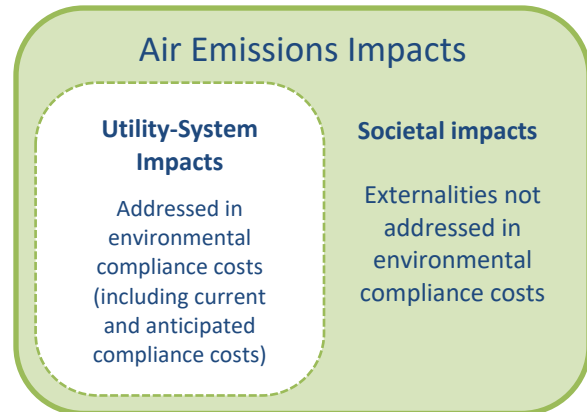 Air Emissions Impacts
Utility-System
Impacts
Addressed in
environmental
compliance costs
(including current
and anticipated
compliance costs)
Societal impacts
Externalities not
addressed in
environmental
compliance costs